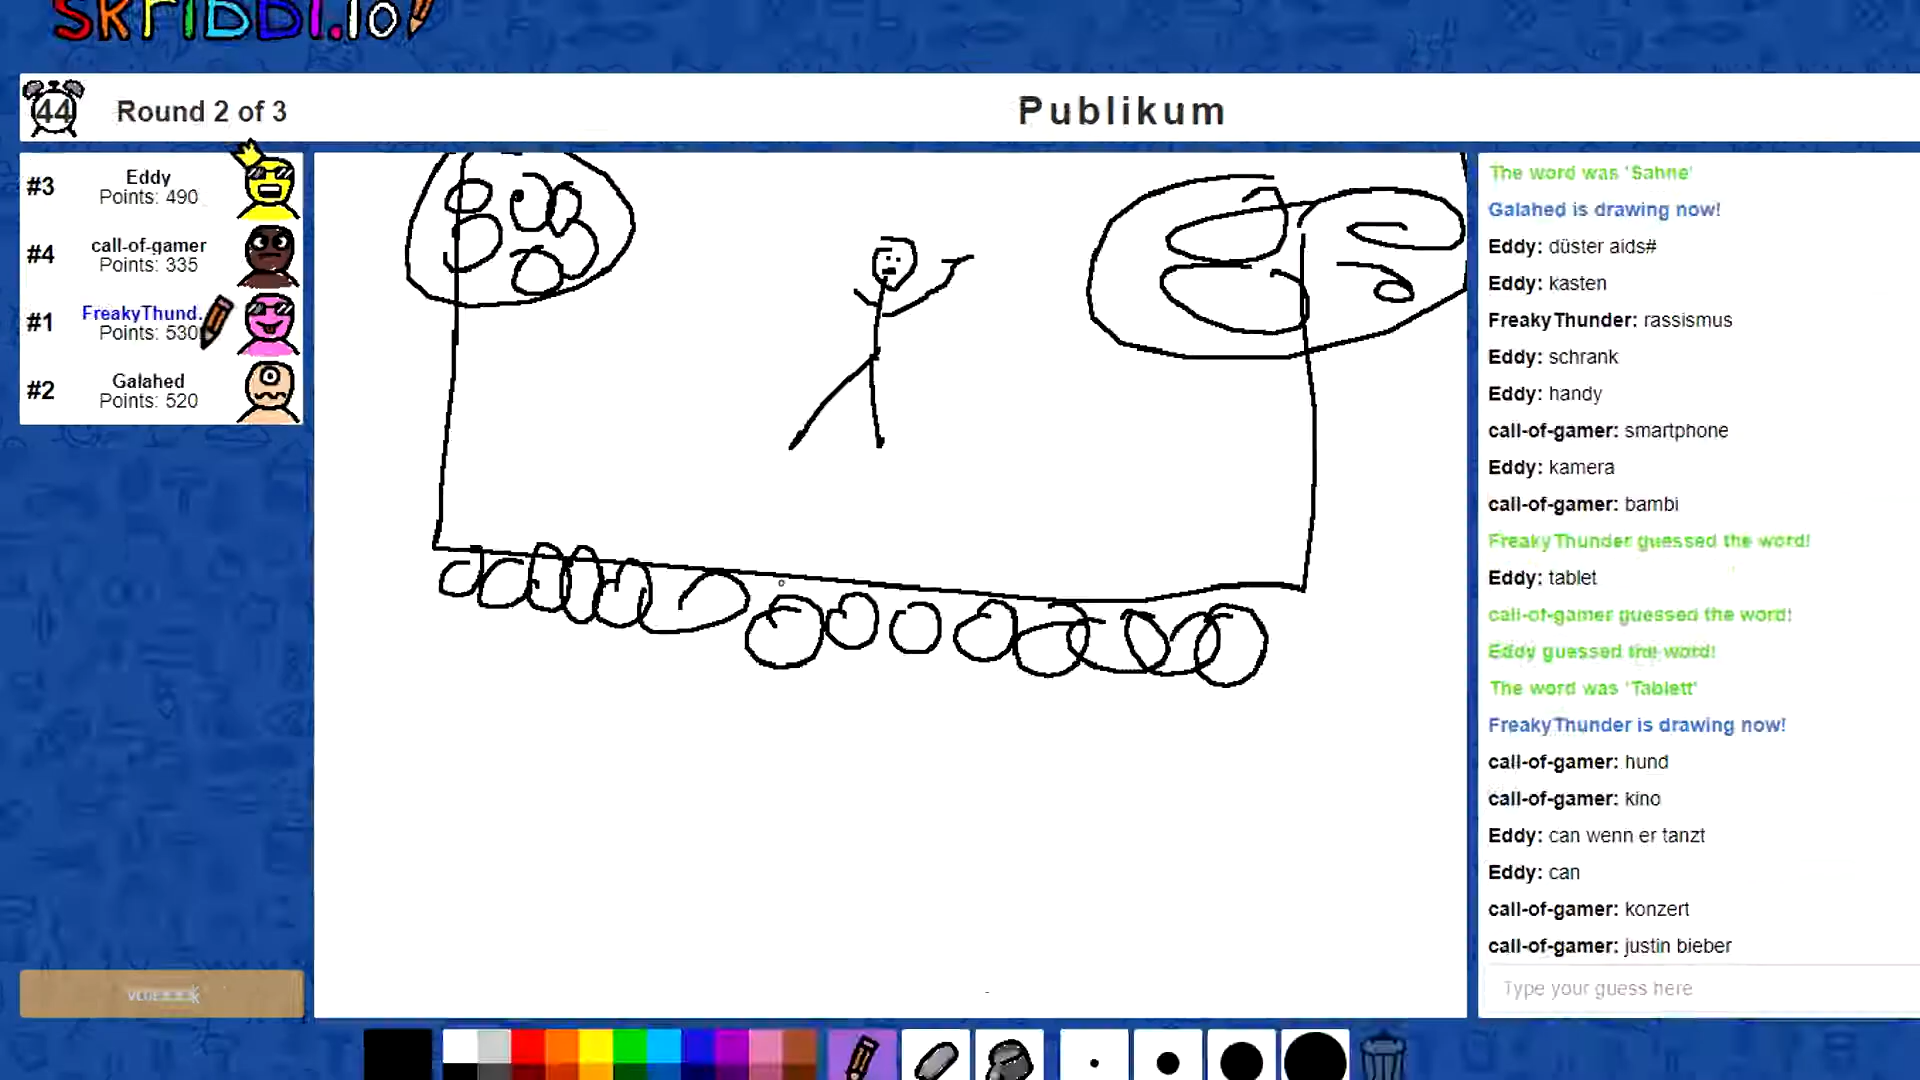 skribbl.io
44
Round 2 of 3
Publikum
#3
Eddy
Points: 490
#4
call-of-gamer
Points: 335
#1
FreakyThund.
Points: 530
#2
Galahed
Points: 520
The word was 'Sahne'
Galahed is drawing now!
Eddy: düster aids#
Eddy: kasten
FreakyThunder: rassismus
Eddy: schrank
Eddy: handy
call-of-gamer: smartphone
Eddy: kamera
call-of-gamer: bambi
FreakyThunder guessed the word!
Eddy: tablet
call-of-gamer guessed the word!
Eddy guessed the word!
The word was 'Tablett'
FreakyThunder is drawing now!
call-of-gamer: hund
call-of-gamer: kino
Eddy: can wenn er tanzt
Eddy: can
call-of-gamer: konzert
call-of-gamer: justin bieber
Type your guess here